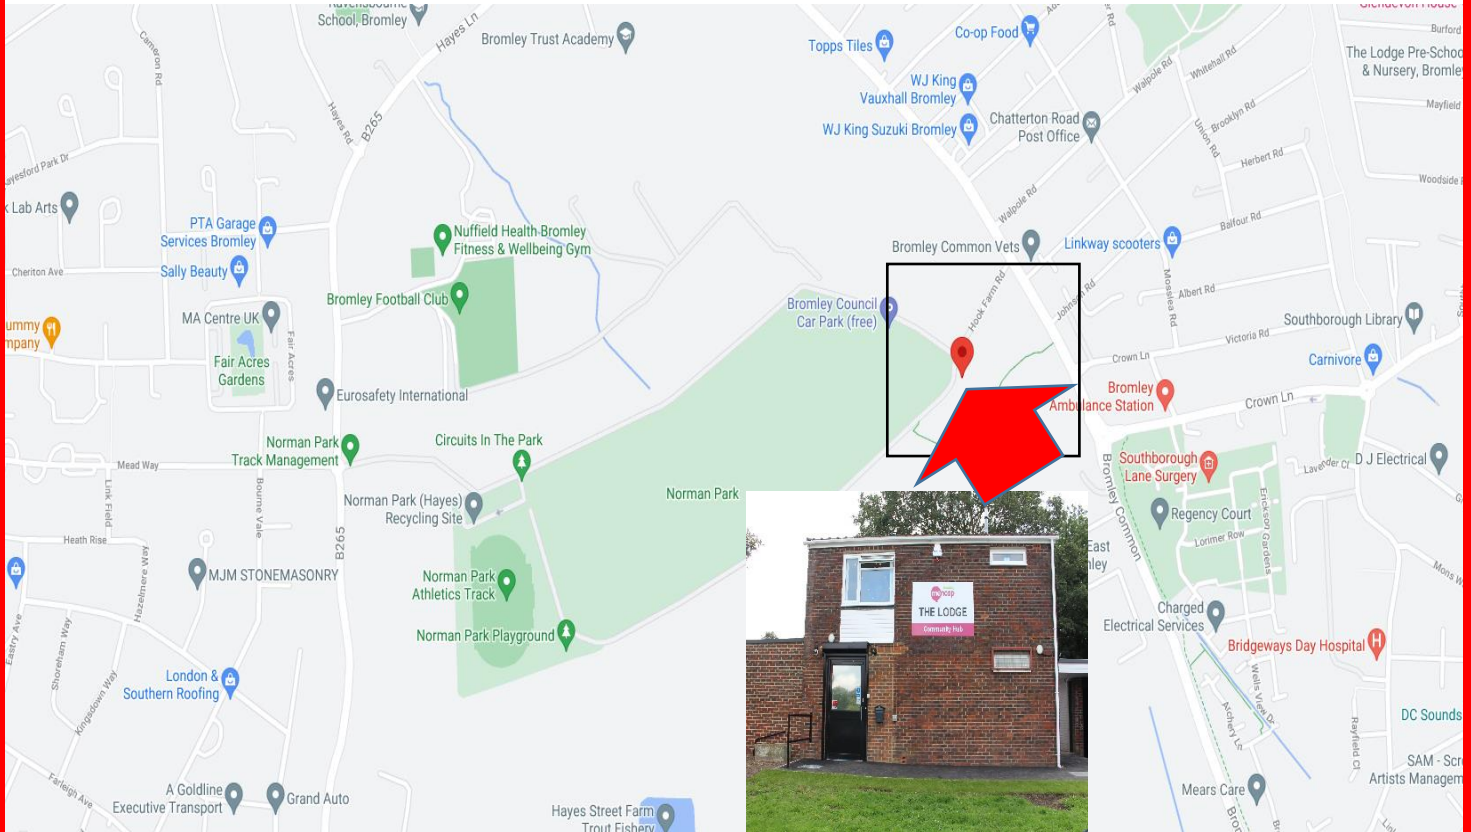 School, Bromley
Hayes Ln
Bromley Trust Academy
Cameron Rd
Hayes Rd
B265
Topps Tiles
Co-op Food
WJ King
Vauxhall Bromley
WJ King Suzuki Bromley
Chatterton Road
Post Office
Walpole Rd
Whitehall Rd
Burford
The Lodge Pre-Schoo
& Nursery, Bromley
Mayfield
Union Rd
Brooklyn Rd
Herbert Rd
Woodside
Walpole Rd
Balfour Rd
ayesford Park Dr
k Lab Arts
PTA Garage
Services Bromley
Sally Beauty
Cheriton Ave
MA Centre UK
Fair Acres
Fair Acres
Gardens
ummy
mpany
Nuffield Health Bromley
Fitness & Wellbeing Gym
Bromley Football Club
Eurosafety International
Bromley Common Vets
Linkway scooters
Hook Farm Rd
Johnson Rd
Mosslea Rd
Albert Rd
Bromley Council
Car Park (free)
Victoria Rd
Southborough Library
Carnivore
Crown Ln
Bromley
Ambulance Station
Crown Ln
Norman Park
Track Management
Circuits In The Park
Mead Way
Link Field
Bourne Vale
Norman Park (Hayes)
Recycling Site
Norman Park
Southborough
Lane Surgery
Lavender Cl
D J Electrical
Regency Court
Erickson Gardens
Lorimer Row
Bromley Common
B265
Heath Rise
Hazelmere Way
MJM STONEMASONRY
Norman Park
Athletics Track
Norman Park Playground
East
ley
mencap
THE LODGE
Community Hub
Mons W
Charged
Electrical Services
Bridgeways Day Hospital
Eastry Ave
Shoreham Way
Kingsdown Way
London &
Southern Roofing
Wells View Dr
Archery Ln
Rayfield Cl
DC Sounds
SAM - Scr
Artists Managem
Farleigh Ave
A Goldline
Executive Transport
Grand Auto
Hayes Street Farm
Trout Fishery
Mears Care